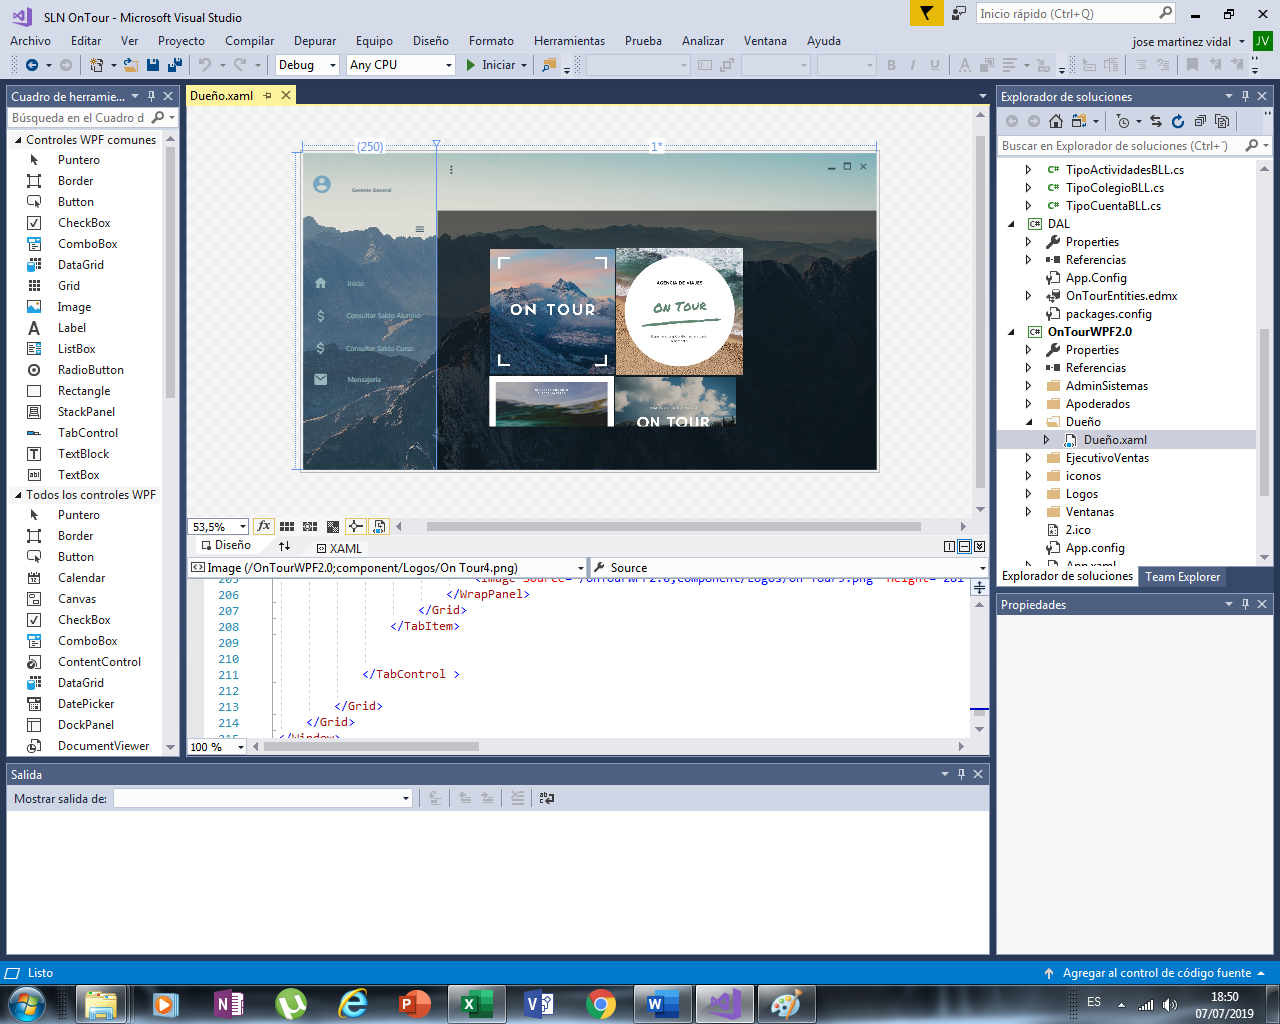 SLN OnTour - Microsoft Visual Studio
Inicio rápido (Ctrl+Q)
Archivo Editar Ver Proyecto Compilar Depurar Equipo Diseño Formato Herramientas Prueba Analizar Ventana Ayuda
jose martinez vidal JV
Debug Any CPU Iniciar
Cuadro de herramie...
Búsqueda en el Cuadro d
Controles WPF comunes
Puntero
Border
Button
CheckBox
ComboBox
DataGrid
Grid
Image
Label
ListBox
RadioButton
Rectangle
StackPanel
TabControl
TextBlock
TextBox
Todos los controles WPF
Puntero
Border
Button
Calendar
Canvas
CheckBox
ComboBox
ContentControl
DataGrid
DatePicker
DockPanel
DocumentViewer
Dueño.xaml
(250) 1*
Gerente General
Inicio
Consultar Saldo Alumno
Consultar Saldo Curso
Mensajeria
ON TOUR
AGENCIA DE VIAJES
ON TOUR
ON TOUR
53,5%
Diseño XAML
Image (/OnTourWPF2.0;component/Logos/On Tour4.png) Source
205 <Image Source="/OnTourWPF2.0;component/Logos/On Tour9.png" Height="281
206 </WrapPanel>
207 </Grid>
208 </TabItem>
209
210
211 </TabControl >
212
213 </Grid>
214 </Grid>
215 </Window>
100 %
Explorador de soluciones
Buscar en Explorador de soluciones (Ctrl+`)
TipoActividadesBLL.cs
TipoColegioBLL.cs
TipoCuentaBLL.cs
DAL
Properties
Referencias
App.Config
OnTourEntities.edmx
packages.config
OnTourWPF2.0
Properties
Referencias
AdminSistemas
Apoderados
Dueño
Dueño.xaml
EjecutivoVentas
iconos
Logos
Ventanas
2.ico
App.config
App.xaml
Explorador de soluciones Team Explorer
Propiedades
Salida
Mostrar salida de:
Listo
Agregar al control de código fuente
ES
18:50
07/07/2019